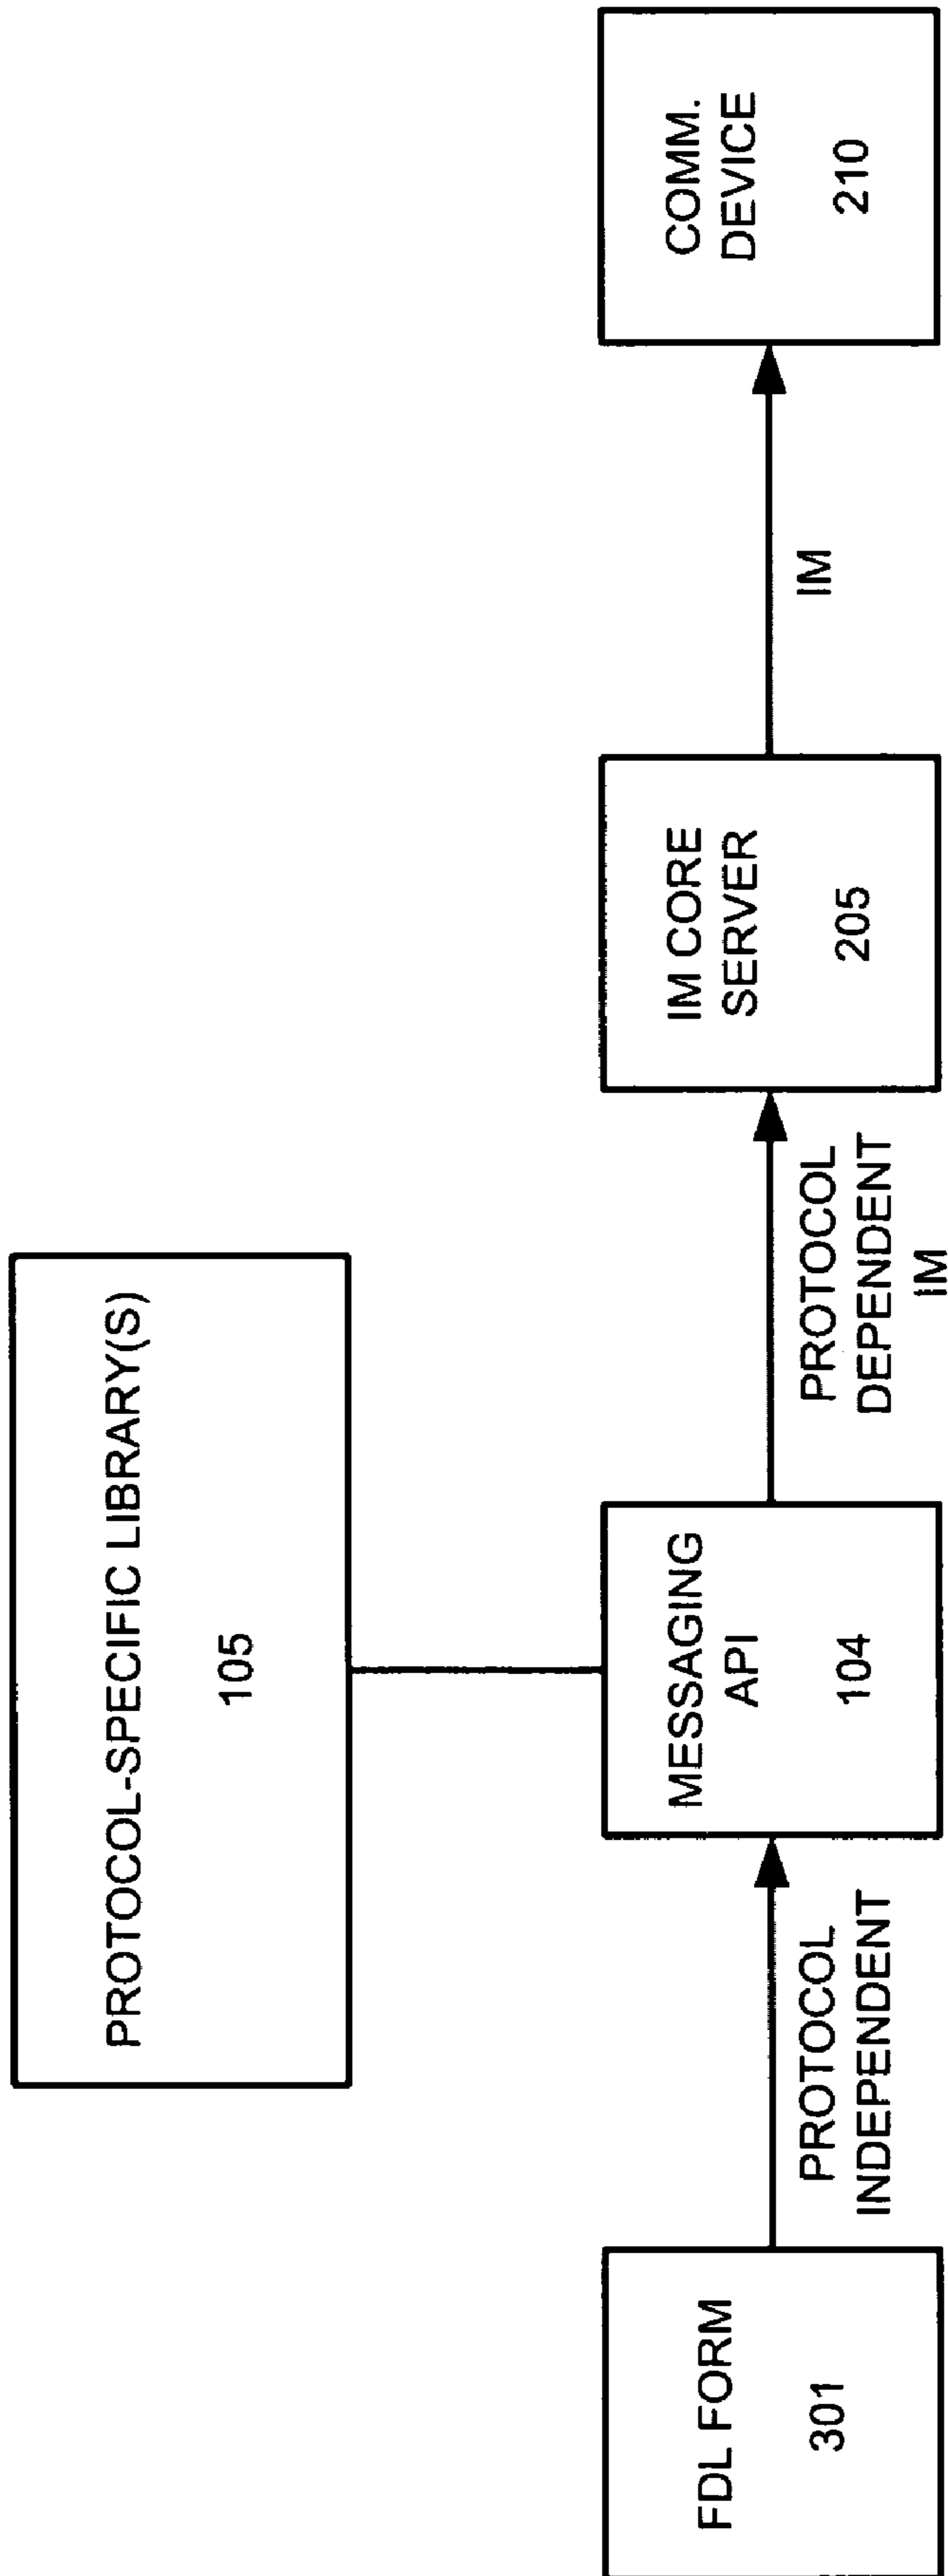 PROTOCOL-SPECIFIC LIBRARY(S)
105
FDL FORM
301
PROTOCOL
INDEPENDENT
MESSAGING
API
104
PROTOCOL
DEPENDENT
IM
IM CORE
SERVER
205
IM
COMM.
DEVICE
210